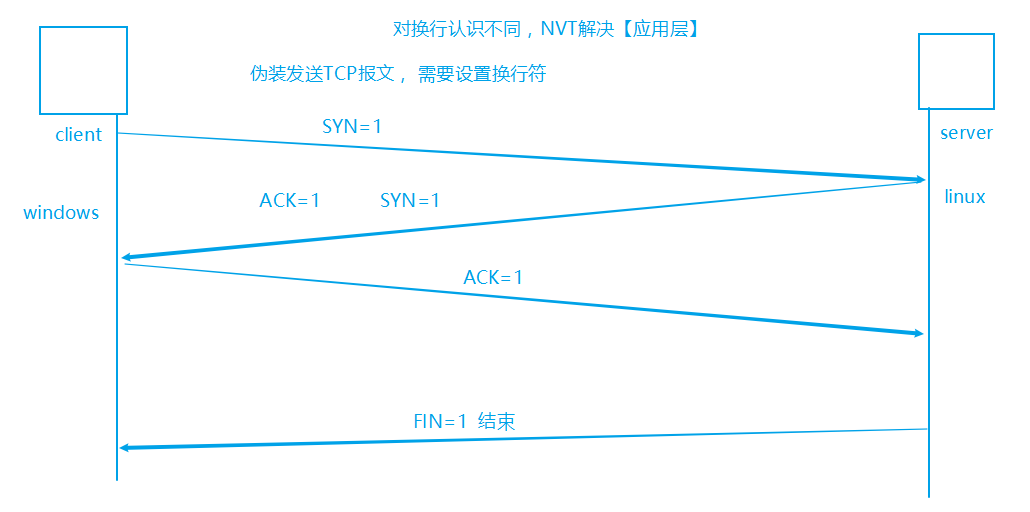 对换行认识不同，NVT解决【应用层】
伪装发送TCP报文， 需要设置换行符
SYN=1
client
server
ACK=1 SYN=1
linux
windows
ACK=1
FIN=1 结束